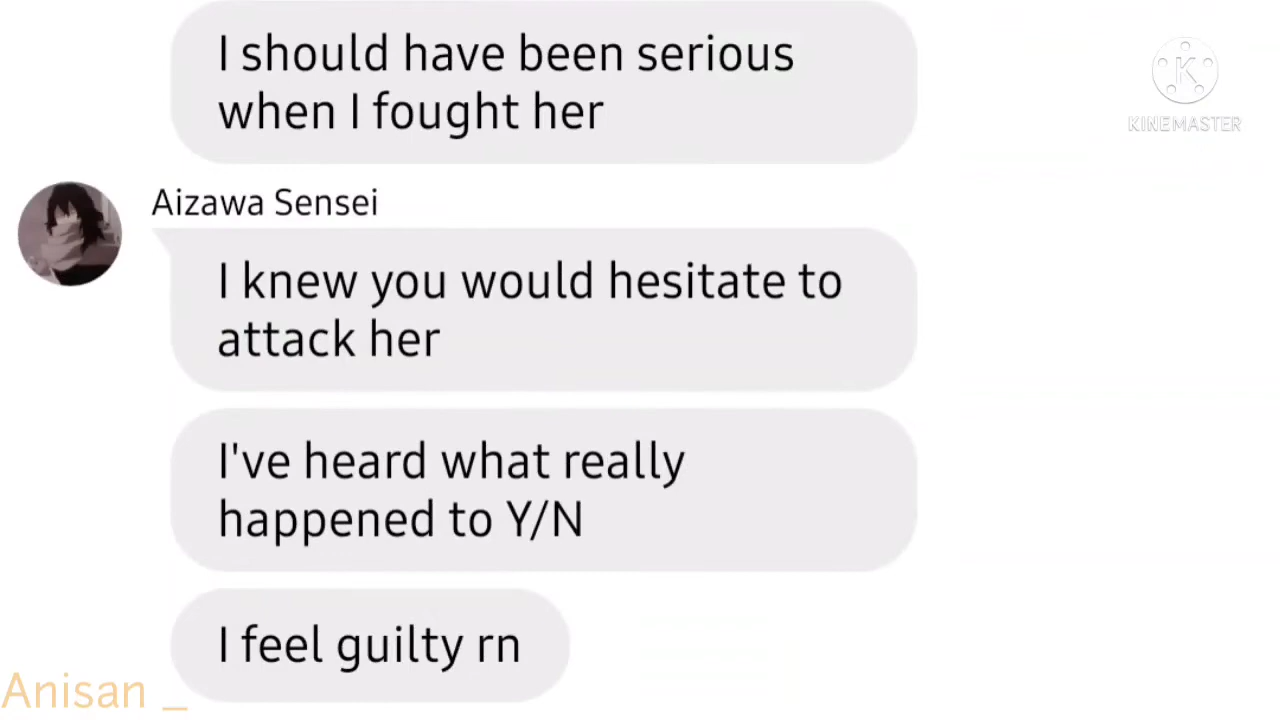 I should have been serious
when I fought her
KINEMASTER
Aizawa Sensei
I knew you would hesitate to
attack her
I've heard what really
happened to Y/N
I feel guilty rn
Anisan _